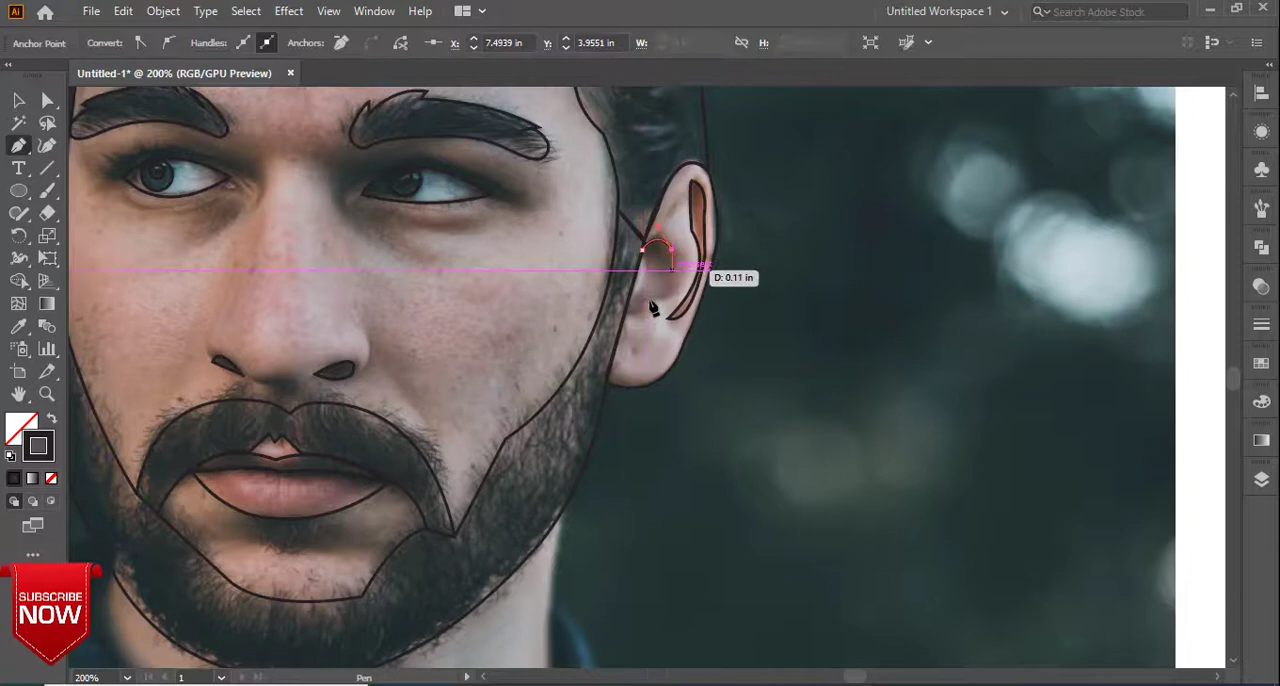 Ai File Edit Object Type Select Effect View Window Help Untitled Workspace 1 Search Adobe Stock
Anchor Point Convert: Handles: Anchors: X: 7.4939 in Y: 3.9551 in W: H:
Untitled-1* @ 200% (RGB/GPU Preview)
D: 0.11 in
SUBSCRIBE
NOW
200% 1 Pen